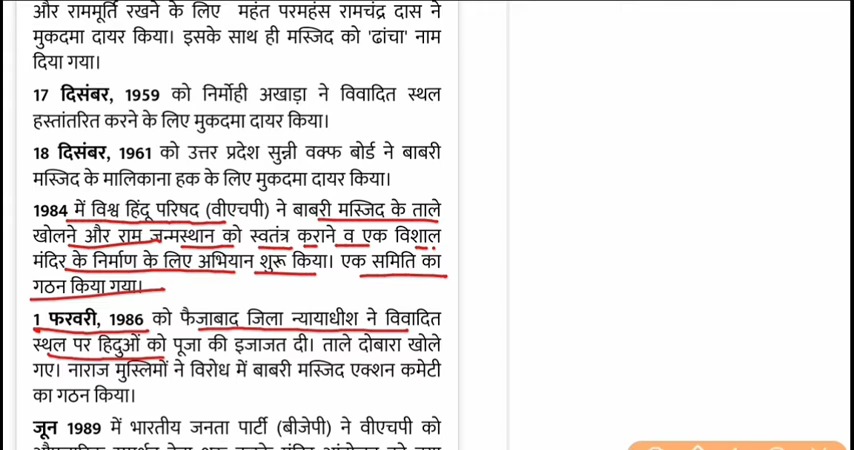 और राममूर्ति रखने के लिए महंत परमहंस रामचंद्र दास ने
मुकदमा दायर किया। इसके साथ ही मस्जिद को 'ढांचा' नाम
दिया गया।
17 दिसंबर, 1959 को निर्मोही अखाड़ा ने विवादित स्थल
हस्तांतरित करने के लिए मुकदमा दायर किया।
18 दिसंबर, 1961 को उत्तर प्रदेश सुन्नी वक्फ बोर्ड ने बाबरी
मस्जिद के मालिकाना हक के लिए मुकदमा दायर किया।
1984 में विश्व हिंदू परिषद (वीएचपी) ने बाबरी मस्जिद के ताले
खोलने और राम जन्मस्थान को स्वतंत्र कराने व एक विशाल
मंदिर के निर्माण के लिए अभियान शुरू किया। एक समिति का
गठन किया गया।
1 फरवरी, 1986 को फैजाबाद जिला न्यायाधीश ने विवादित
स्थल पर हिदुओं को पूजा की इजाजत दी। ताले दोबारा खोले
गए। नाराज मुस्लिमों ने विरोध में बाबरी मस्जिद एक्शन कमेटी
का गठन किया।
जून 1989 में भारतीय जनता पार्टी (बीजेपी) ने वीएचपी को